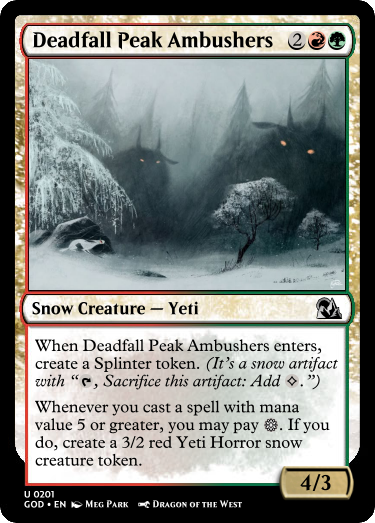 Deadfall Peak Ambushers 2
Snow Creature — Yeti
When Deadfall Peak Ambushers enters,
create a Splinter token. (It's a snow artifact
with “, Sacrifice this artifact: Add .”)
Whenever you cast a spell with mana
value 5 or greater, you may pay . If you
do, create a 3/2 red Yeti Horror snow
creature token.
4/3
U 0201
GOD • EN Meg Park Dragon of the West